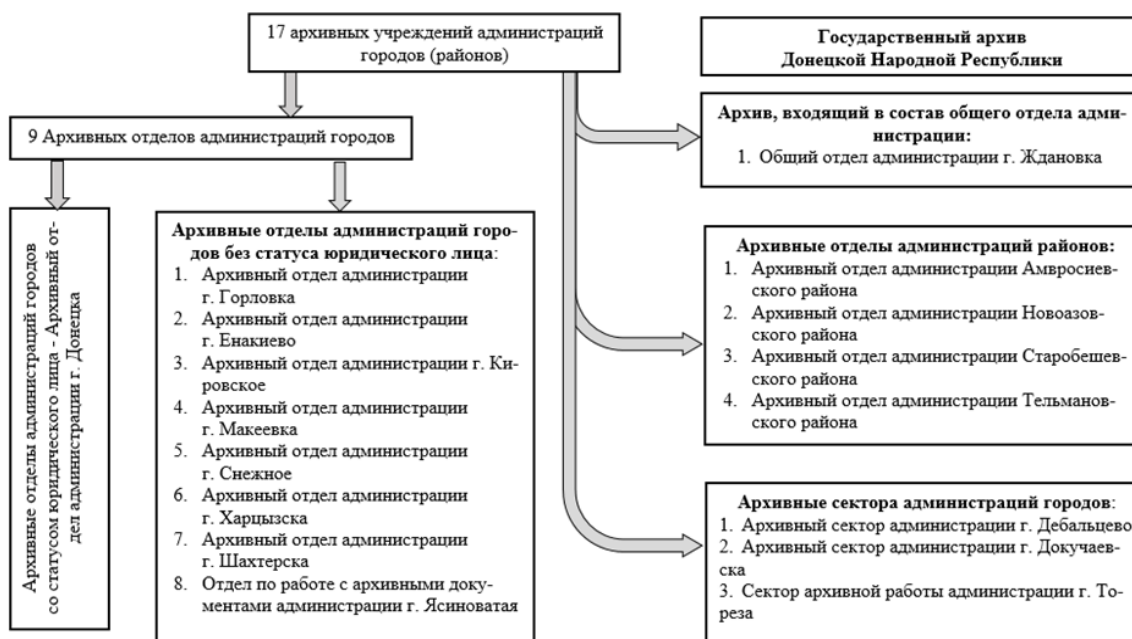 17 архивных учреждений администраций
городов (районов)
Государственный архив
Донецкой Народной Республики
9 Архивных отделов администраций городов
Архив, входящий в состав общего отдела адми-
нистрации:
1. Общий отдел администрации г. Ждановка
Архивные отделы администраций городов
со статусом юридического лица - Архивный от-
дел администрации г. Донецка
Архивные отделы администраций горо-
дов без статуса юридического лица:
1. Архивный отдел администрации
г. Горловка
2. Архивный отдел администрации
г. Енакиево
3. Архивный отдел администрации г. Ки-
ровское
4. Архивный отдел администрации
г. Макеевка
5. Архивный отдел администрации
г. Снежное
6. Архивный отдел администрации
г. Харцызска
7. Архивный отдел администрации
г. Шахтерска
8. Отдел по работе с архивными доку-
ментами администрации г. Ясиноватая
Архивные отделы администраций районов:
1. Архивный отдел администрации Амвросиев-
ского района
2. Архивный отдел администрации Новоазов-
ского района
3. Архивный отдел администрации Старобешев-
ского района
4. Архивный отдел администрации Тельманов-
ского района
Архивные сектора администраций городов:
1. Архивный сектор администрации г. Дебальцево
2. Архивный сектор администрации г. Докучаев-
ска
3. Сектор архивной работы администрации г. То-
реза